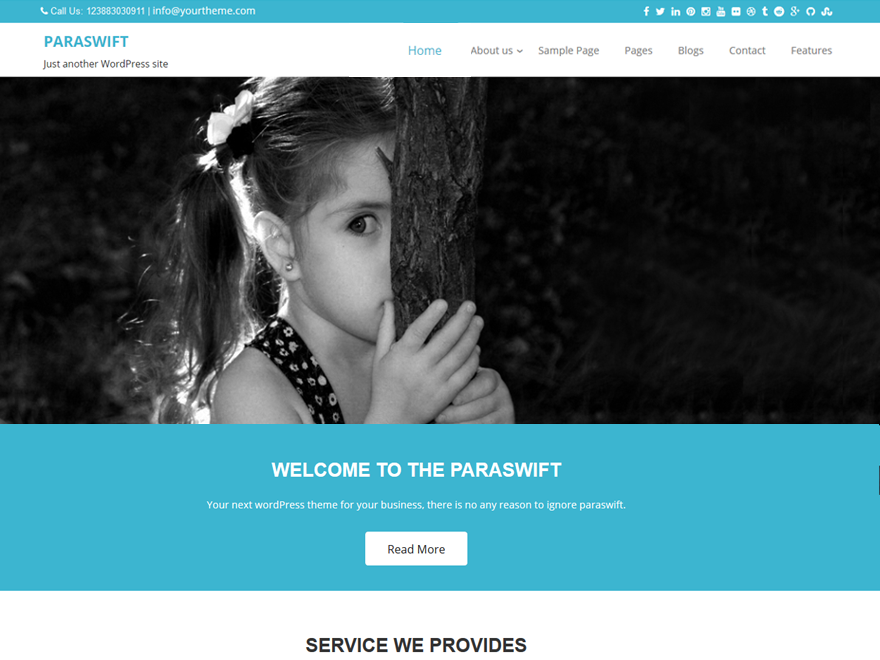 Call Us: 123883030911 | info@yourtheme.com
PARASWIFT
Just another WordPress site
Home About us Sample Page Pages Blogs Contact Features
WELCOME TO THE PARASWIFT
Your next wordPress theme for your business, there is no any reason to ignore paraswift.
Read More
SERVICE WE PROVIDES